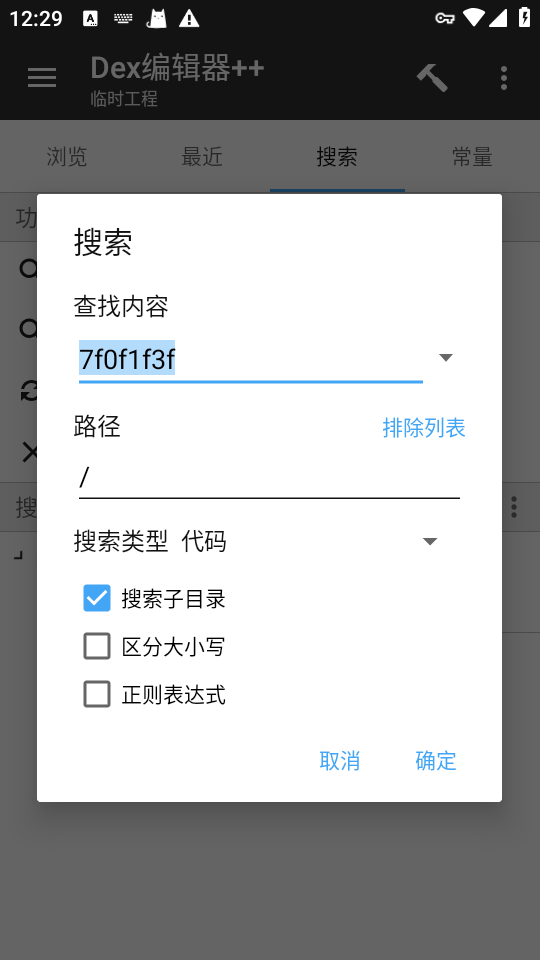 12:29
Dex编辑器++
临时工程
浏览
最近
搜索
常量
功
搜索
查找内容
7f0f1f3f
路径
排除列表
/
搜
搜索类型 代码
搜索子目录
区分大小写
正则表达式
取消
确定